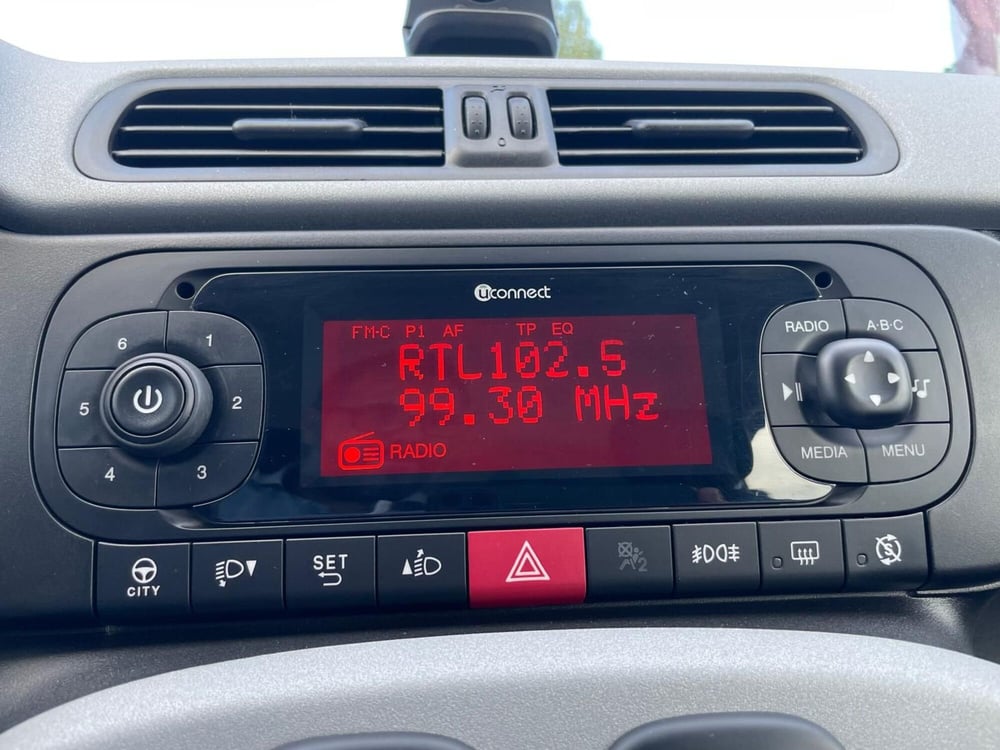 uconnect
FM-C P1 AF TP EQ
RTL102.5
99.30 MHz
RADIO
6 1
5 2
4 3
RADIO A·B·C
MEDIA MENU
CITY
SET
2
S